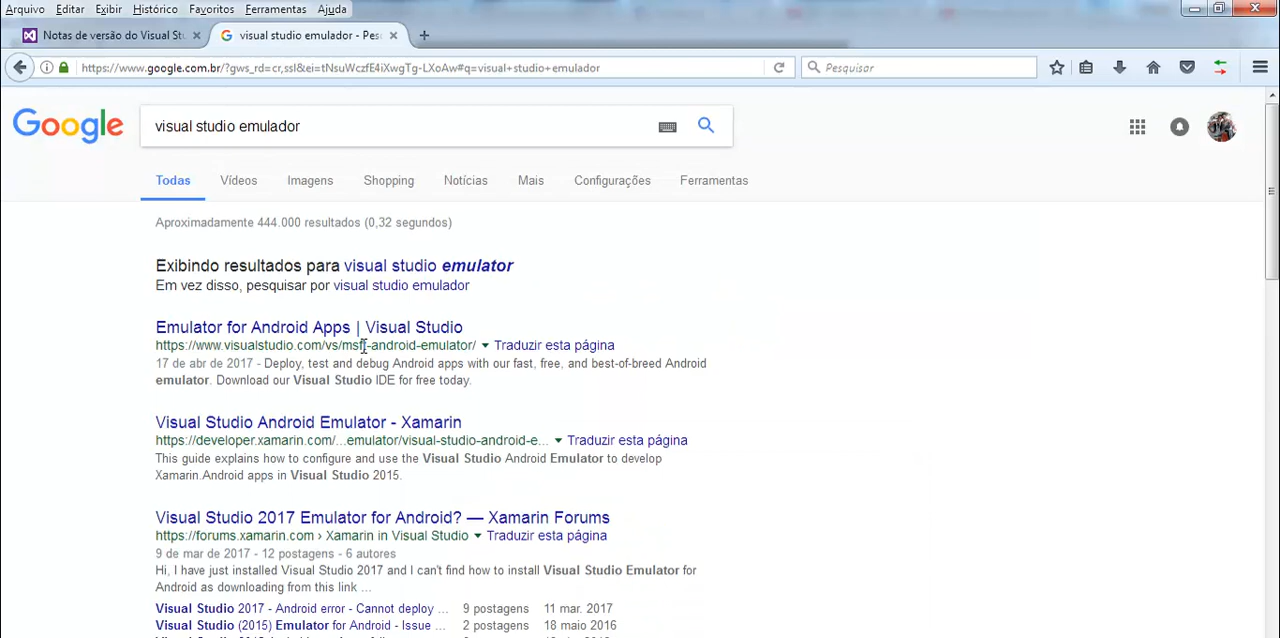 Arquivo Editar Exibir Histórico Favoritos Ferramentas Ajuda
Notas de versão do Visual St
visual studio emulador - Pes
https://www.google.com.br/?gws_rd=cr,ssl&ei=tNsuWczfE4iXwgTg-LXoAw#q=visual+studio+emulador
Pesquisar
Google
visual studio emulador
Todas Vídeos Imagens Shopping Notícias Mais Configurações Ferramentas
Aproximadamente 444.000 resultados (0,32 segundos)
Exibindo resultados para visual studio emulator
Em vez disso, pesquisar por visual studio emulador
Emulator for Android Apps | Visual Studio
https://www.visualstudio.com/vs/msft-android-emulator/ Traduzir esta página
17 de abr de 2017 - Deploy, test and debug Android apps with our fast, free, and best-of-breed Android
emulator. Download our Visual Studio IDE for free today.
Visual Studio Android Emulator - Xamarin
https://developer.xamarin.com/...emulator/visual-studio-android-e... Traduzir esta página
This guide explains how to configure and use the Visual Studio Android Emulator to develop
Xamarin.Android apps in Visual Studio 2015.
Visual Studio 2017 Emulator for Android? — Xamarin Forums
https://forums.xamarin.com › Xamarin in Visual Studio Traduzir esta página
9 de mar de 2017 - 12 postagens - 6 autores
Hi, I have just installed Visual Studio 2017 and I can't find how to install Visual Studio Emulator for
Android as downloading from this link ...
Visual Studio 2017 - Android error - Cannot deploy ... 9 postagens 11 mar. 2017
Visual Studio (2015) Emulator for Android - Issue ... 2 postagens 18 maio 2016